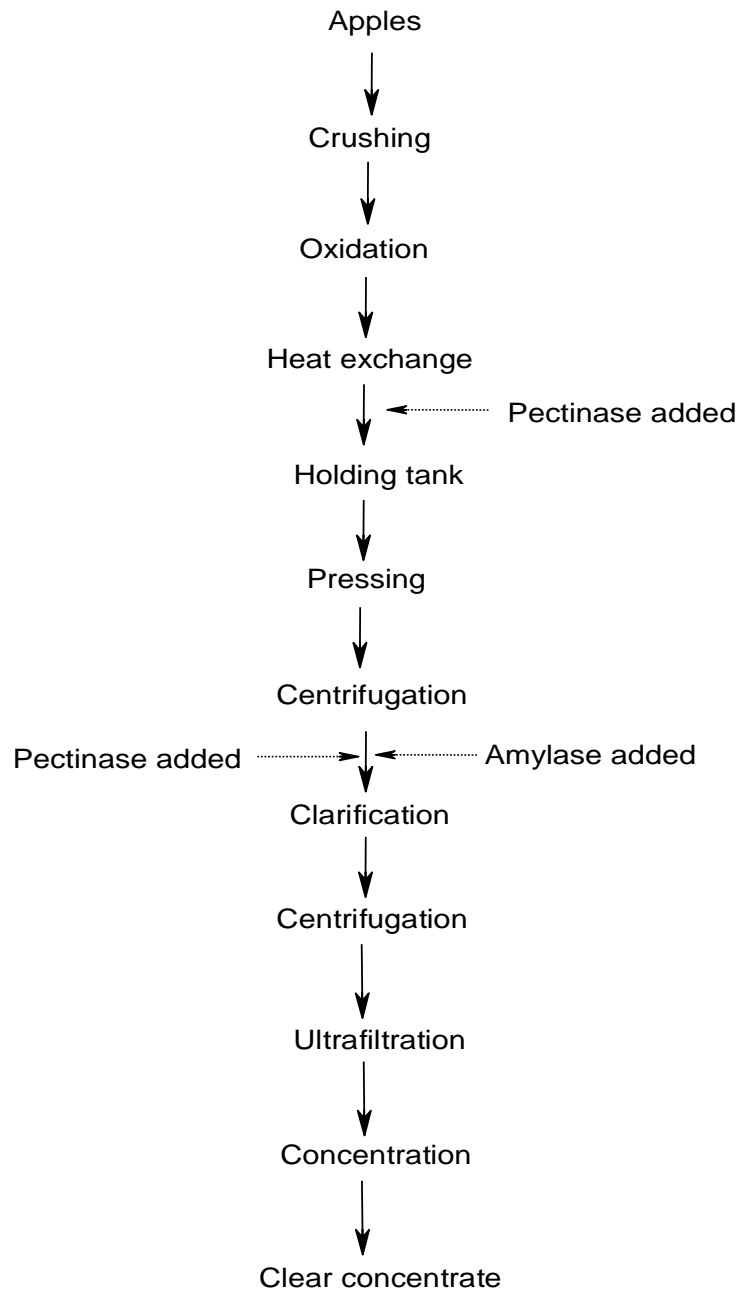 Apples
Crushing
Oxidation
Heat exchange
Pectinase added
Holding tank
Pressing
Centrifugation
Pectinase added
Amylase added
Clarification
Centrifugation
Ultrafiltration
Concentration
Clear concentrate